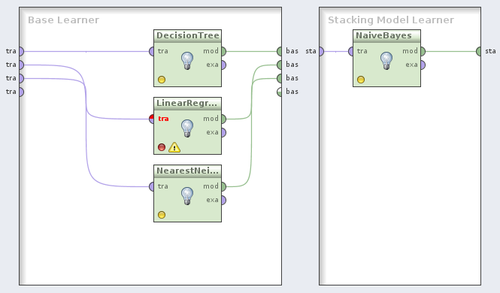 Base Learner
Stacking Model Learner
DecisionTree
NaiveBayes
tra
tra
mod
bas
sta
mod
sta
tra
exa
bas
exa
tra
bas
tra
bas
LinearRegr...
tra
mod
exa
NearestNei...
tra
mod
exa